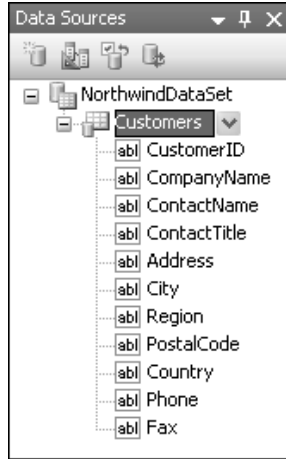 Data Sources
NorthwindDataSet
Customers
abl CustomerID
abl CompanyName
abl ContactName
abl ContactTitle
abl Address
abl City
abl Region
abl PostalCode
abl Country
abl Phone
abl Fax